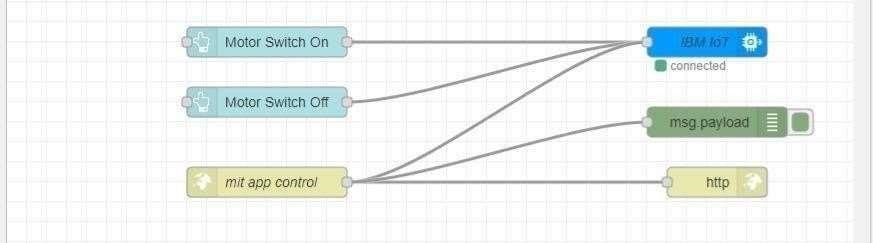 Motor Switch On
IBM IoT
connected
Motor Switch Off
msg.payload
mit app control
http